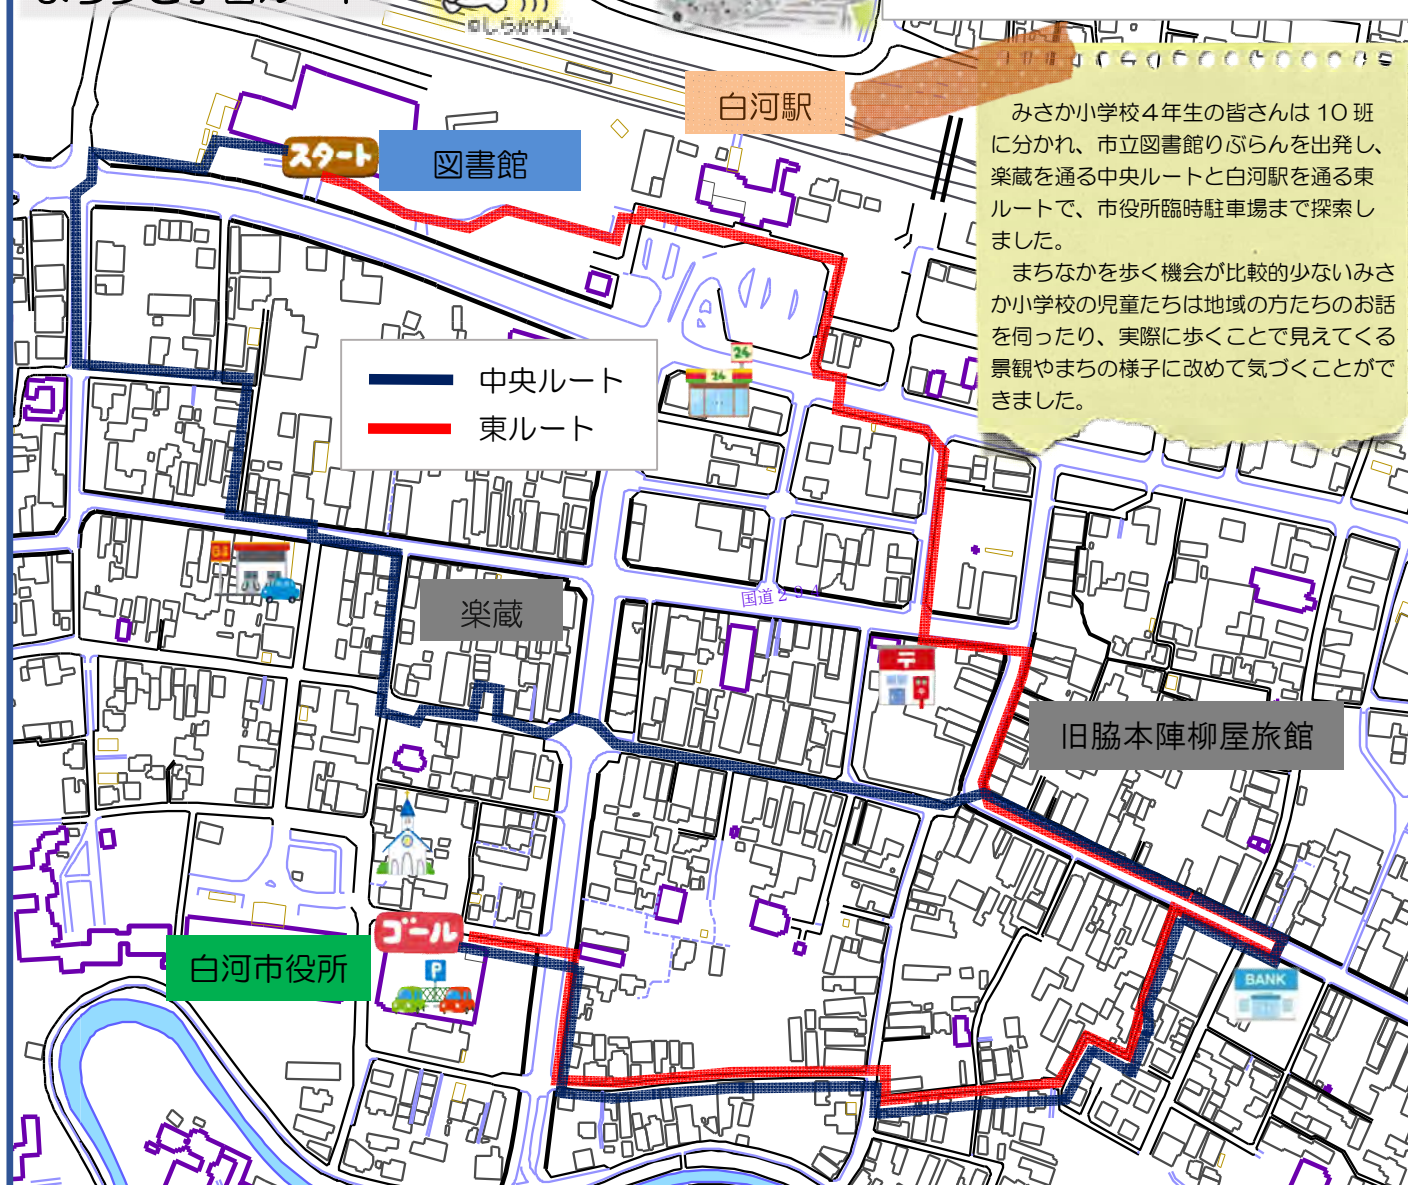 ©しらかわん
白河駅
スタート
図書館
みさか小学校４年生の皆さんは 10 班
に分かれ、市立図書館りぶらんを出発し、
楽蔵を通る中央ルートと白河駅を通る東
ルートで、市役所臨時駐車場まで探索し
ました。
まちなかを歩く機会が比較的少ないみさ
か小学校の児童たちは地域の方たちのお話
を伺ったり、実際に歩くことで見えてくる
景観やまちの様子に改めて気づくことがで
きました。
24
24
中央ルート
東ルート
GS
楽蔵
国道２９４
〒
旧脇本陣柳屋旅館
ゴール
白河市役所
P
BANK